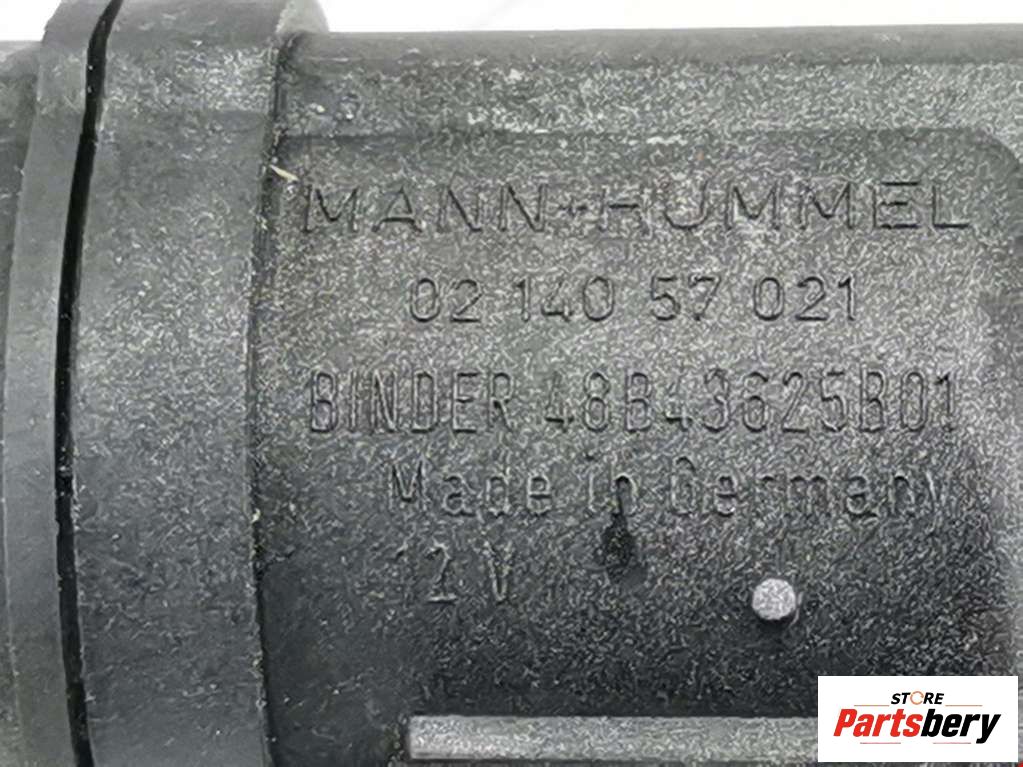 MANN+HUMMEL
02 140 57 021
BINDER 48B43625B01
Made in Germany
12 V
STORE
Partsbery